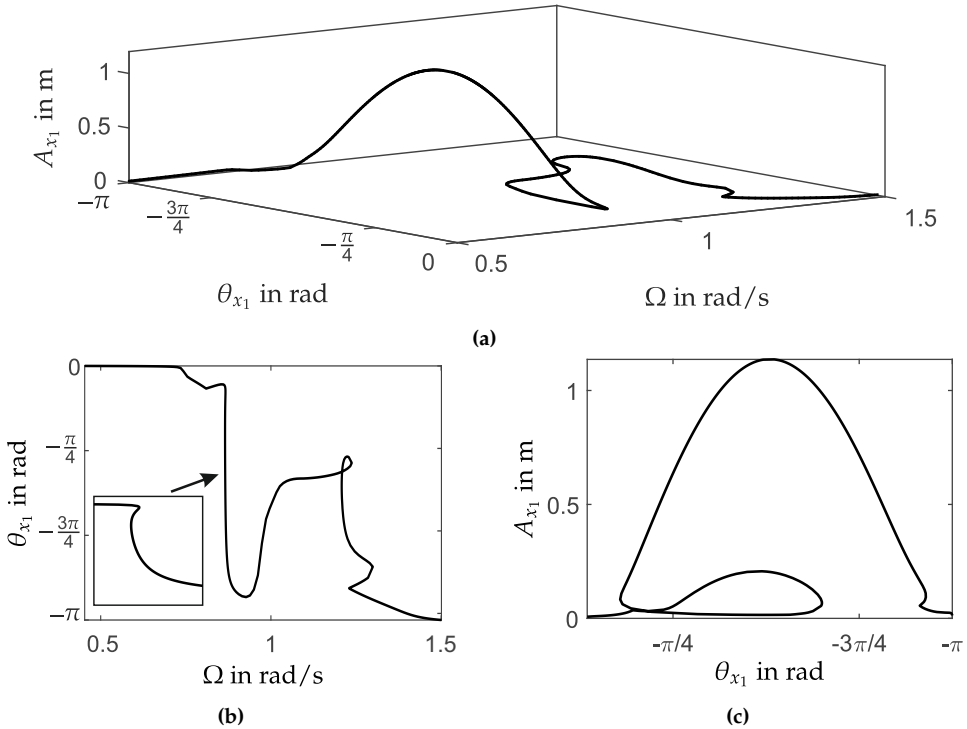 A_{x_1} in m
1
0.5
0
−π
−3π/4
−π/4
0
0.5
1
1.5
θ_{x_1} in rad
Ω in rad/s
(a)
θ_{x_1} in rad
0
−π/4
−3π/4
−π
0.5
1
1.5
Ω in rad/s
(b)
A_{x_1} in m
1
0.5
0
-π/4
-3π/4
-π
θ_{x_1} in rad
(c)